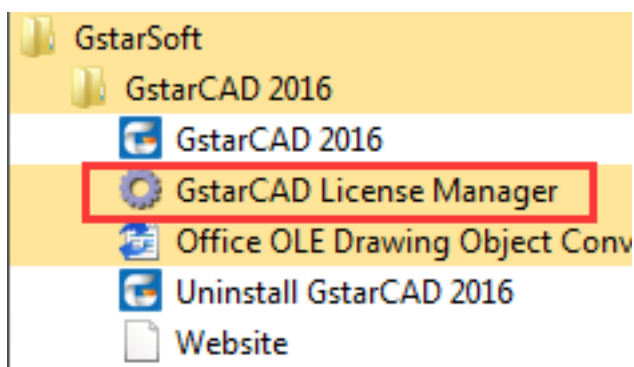 GstarSoft
GstarCAD 2016
GstarCAD 2016
GstarCAD License Manager
Office OLE Drawing Object Conv
Uninstall GstarCAD 2016
Website